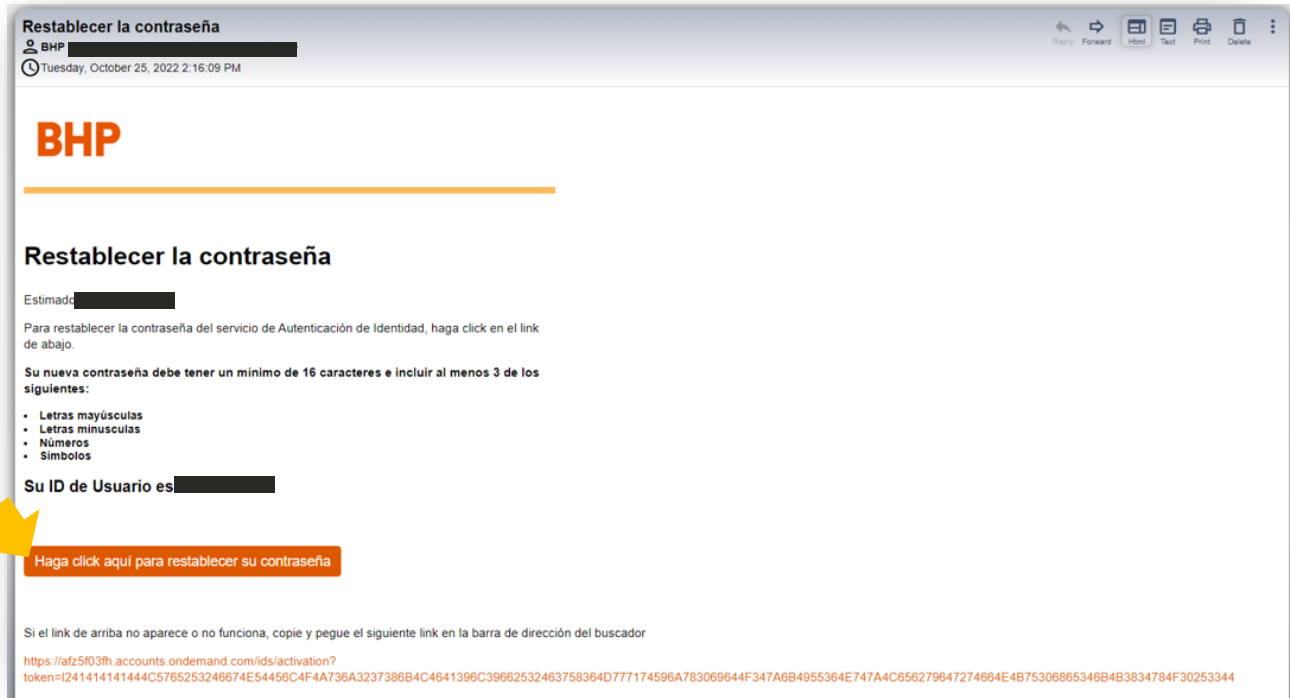 Restablecer la contraseña
BHP
Tuesday, October 25, 2022 2:16:09 PM
Reply Forward Html Text Print Delete
BHP
Restablecer la contraseña
Estimado
Para restablecer la contraseña del servicio de Autenticación de Identidad, haga click en el link
de abajo.
Su nueva contraseña debe tener un mínimo de 16 caracteres e incluir al menos 3 de los
siguientes:
• Letras mayúsculas
• Letras minusculas
• Números
• Símbolos
Su ID de Usuario es
Haga click aquí para restablecer su contraseña
Si el link de arriba no aparece o no funciona, copie y pegue el siguiente link en la barra de dirección del buscador
https://afz5f03fh.accounts.ondemand.com/ids/activation?
token=I241414141444C5765253246674E54456C4F4A736A3237386B4C4641396C39662532463758364D777174596A783069644F347A6B4955364E747A4C656279647274664E4B75306865346B4B3834784F30253344